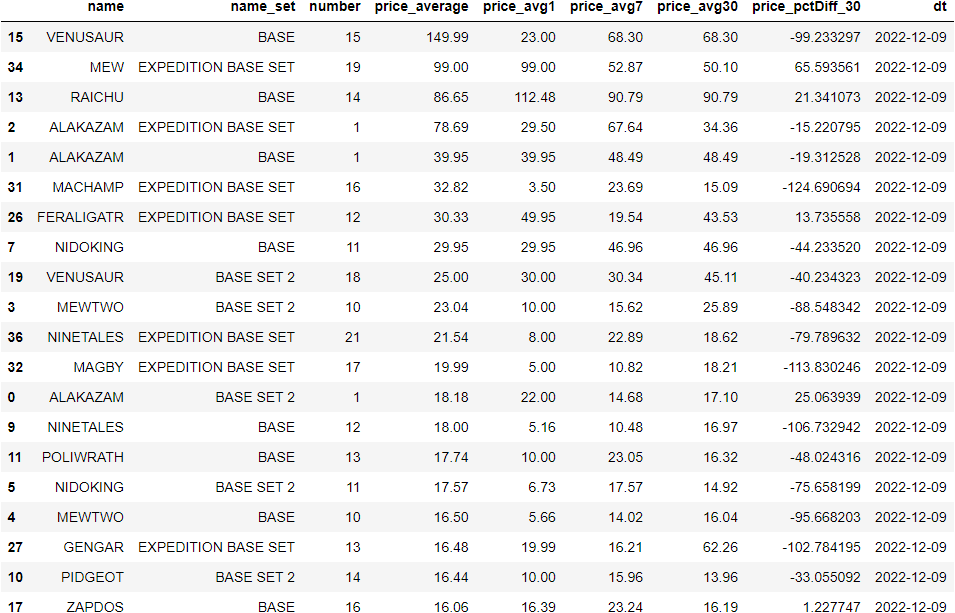 name name_set number price_average price_avg1 price_avg7 price_avg30 price_pctDiff_30 dt
15 VENUSAUR BASE 15 149.99 23.00 68.30 68.30 -99.233297 2022-12-09
34 MEW EXPEDITION BASE SET 19 99.00 99.00 52.87 50.10 65.593561 2022-12-09
13 RAICHU BASE 14 86.65 112.48 90.79 90.79 21.341073 2022-12-09
2 ALAKAZAM EXPEDITION BASE SET 1 78.69 29.50 67.64 34.36 -15.220795 2022-12-09
1 ALAKAZAM BASE 1 39.95 39.95 48.49 48.49 -19.312528 2022-12-09
31 MACHAMP EXPEDITION BASE SET 16 32.82 3.50 23.69 15.09 -124.690694 2022-12-09
26 FERALIGATR EXPEDITION BASE SET 12 30.33 49.95 19.54 43.53 13.735558 2022-12-09
7 NIDOKING BASE 11 29.95 29.95 46.96 46.96 -44.233520 2022-12-09
19 VENUSAUR BASE SET 2 18 25.00 30.00 30.34 45.11 -40.234323 2022-12-09
3 MEWTWO BASE SET 2 10 23.04 10.00 15.62 25.89 -88.548342 2022-12-09
36 NINETALES EXPEDITION BASE SET 21 21.54 8.00 22.89 18.62 -79.789632 2022-12-09
32 MAGBY EXPEDITION BASE SET 17 19.99 5.00 10.82 18.21 -113.830246 2022-12-09
0 ALAKAZAM BASE SET 2 1 18.18 22.00 14.68 17.10 25.063939 2022-12-09
9 NINETALES BASE 12 18.00 5.16 10.48 16.97 -106.732942 2022-12-09
11 POLIWRATH BASE 13 17.74 10.00 23.05 16.32 -48.024316 2022-12-09
5 NIDOKING BASE SET 2 11 17.57 6.73 17.57 14.92 -75.658199 2022-12-09
4 MEWTWO BASE 10 16.50 5.66 14.02 16.04 -95.668203 2022-12-09
27 GENGAR EXPEDITION BASE SET 13 16.48 19.99 16.21 62.26 -102.784195 2022-12-09
10 PIDGEOT BASE SET 2 14 16.44 10.00 15.96 13.96 -33.055092 2022-12-09
17 ZAPDOS BASE 16 16.06 16.39 23.24 16.19 1.227747 2022-12-09